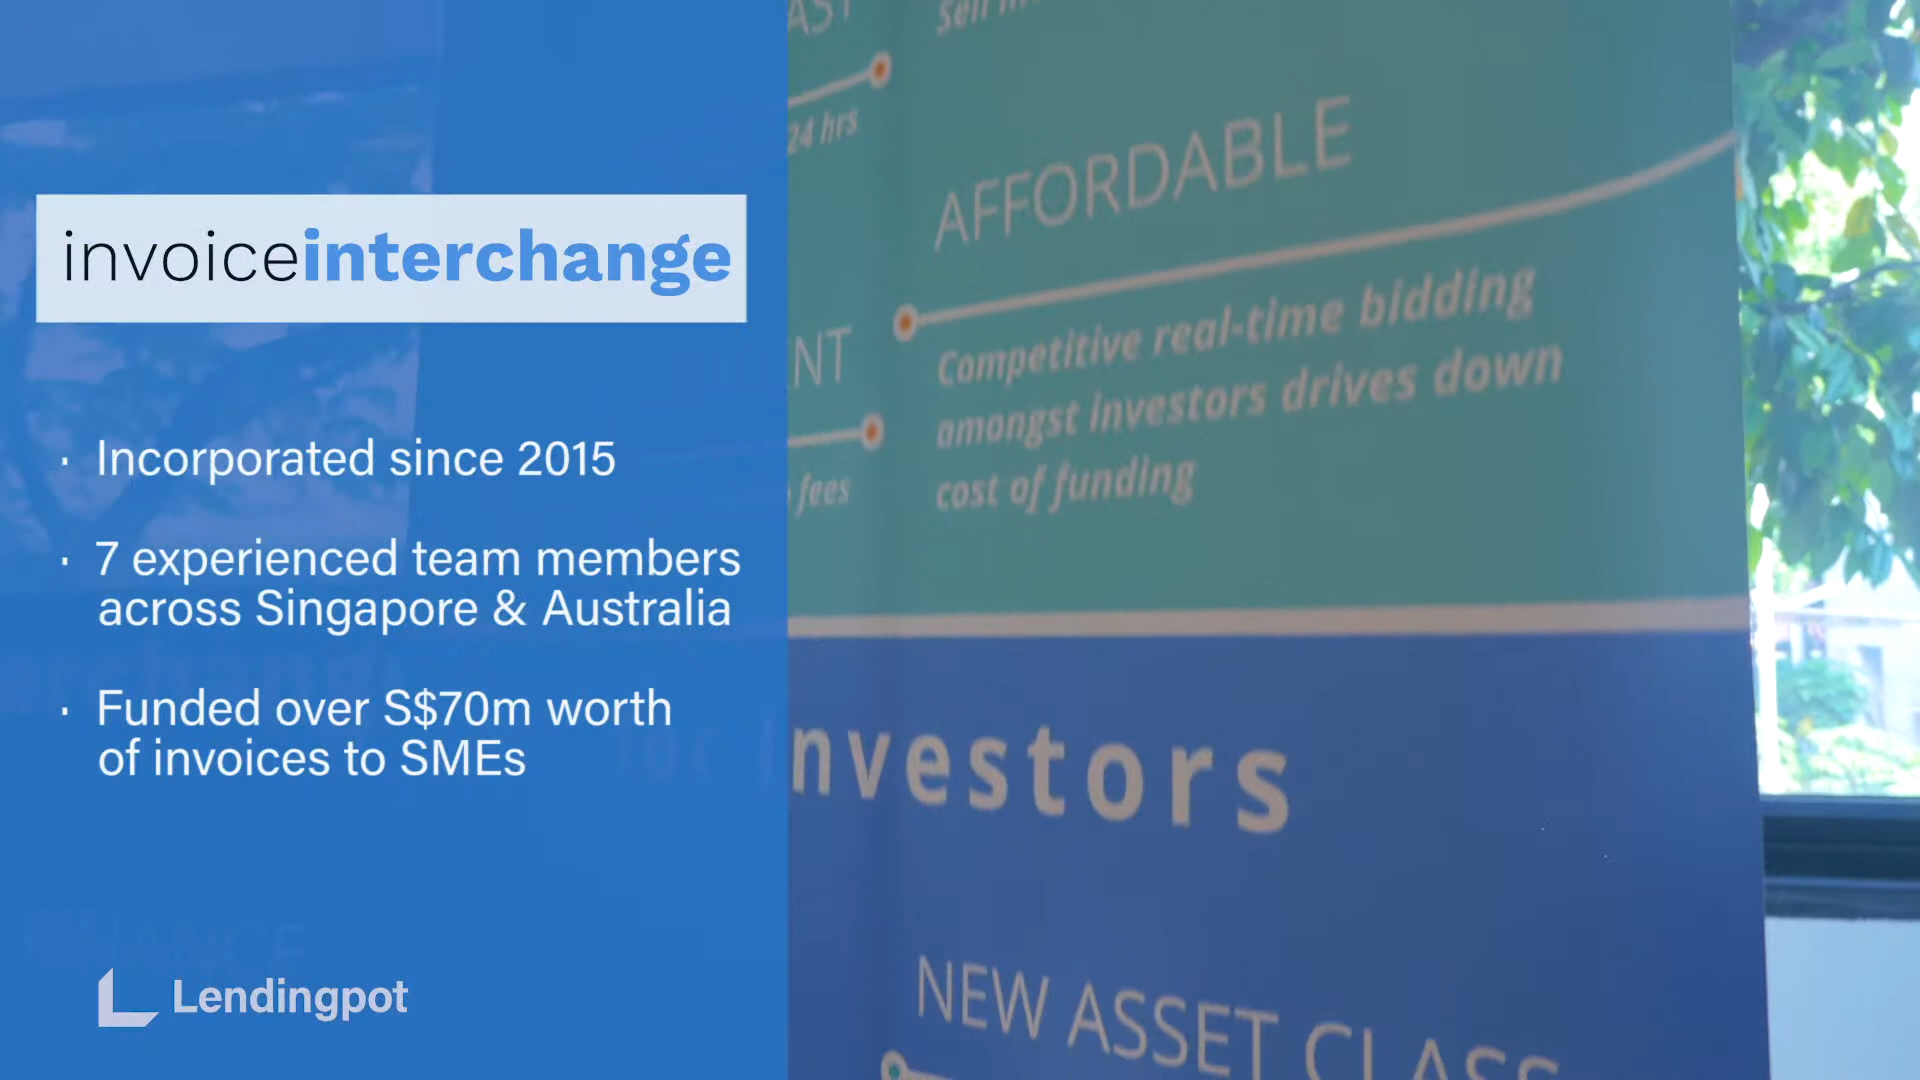 invoiceinterchange
· Incorporated since 2015
· 7 experienced team members
across Singapore & Australia
· Funded over S$70m worth
of invoices to SMEs
Lendingpot
24 hrs
AFFORDABLE
Competitive real-time bidding
amongst investors drives down
cost of funding
fees
nvestors
NEW ASSET CLASS